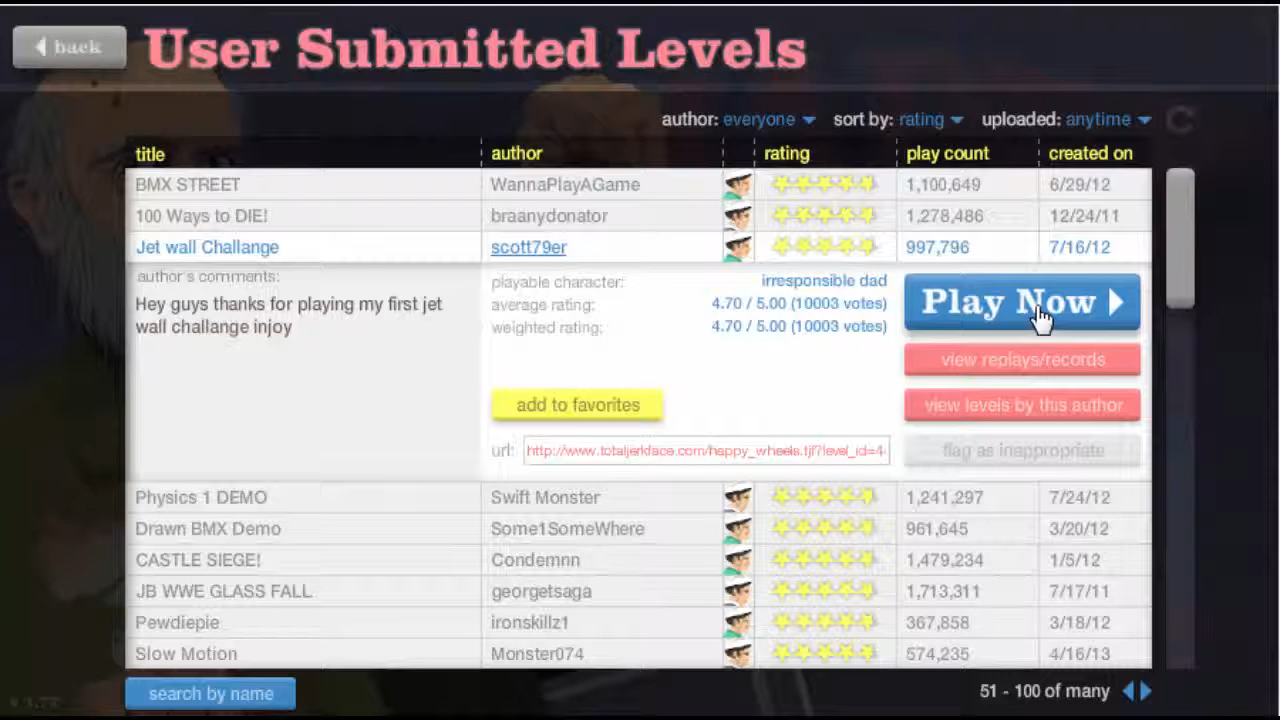 back
User Submitted Levels
author: everyone sort by: rating uploaded: anytime
title author rating play count created on
BMX STREET WannaPlayAGame 1,100,649 6/29/12
100 Ways to DIE! braanydonator 1,278,486 12/24/11
Jet wall Challange scott79er 997,796 7/16/12
author's comments:
Hey guys thanks for playing my first jet
wall challange injoy
playable character: irresponsible dad
average rating: 4.70 / 5.00 (10003 votes)
weighted rating: 4.70 / 5.00 (10003 votes)
add to favorites
url: http://www.totaljerkface.com/happy_wheels.tjf?level_id=4
Play Now
view replays/records
view levels by this author
flag as inappropriate
Physics 1 DEMO Swift Monster 1,241,297 7/24/12
Drawn BMX Demo Some1SomeWhere 961,645 3/20/12
CASTLE SIEGE! Condemnn 1,479,234 1/5/12
JB WWE GLASS FALL georgetsaga 1,713,311 7/17/11
Pewdiepie ironskillz1 367,858 3/18/12
Slow Motion Monster074 574,235 4/16/13
search by name
51 - 100 of many